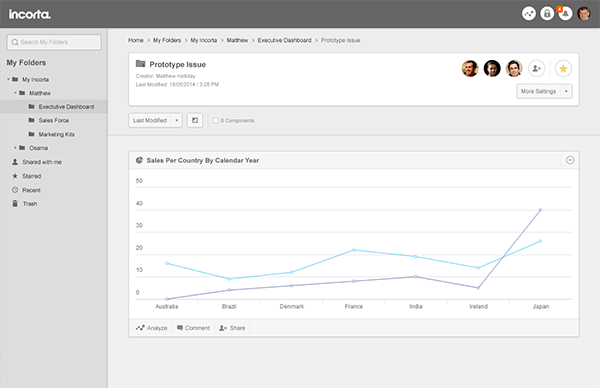 incorta.
Search My Folders
My Folders
My Incorta
Matthew
Executive Dashboard
Sales Force
Marketing Kits
Osama
Shared with me
Starred
Recent
Trash
Home > My Folders > My Incorta > Matthew > Executive Dashboard > Prototype Issue
Prototype Issue
Creator: Matthew Halliday
Last Modified: 18/05/2014 / 3:28 PM
More Settings
Last Modified
8 Components
Sales Per Country By Calendar Year
50
40
30
20
10
0
Australia Brazil Denmark France India Ireland Japan
Analyze Comment Share